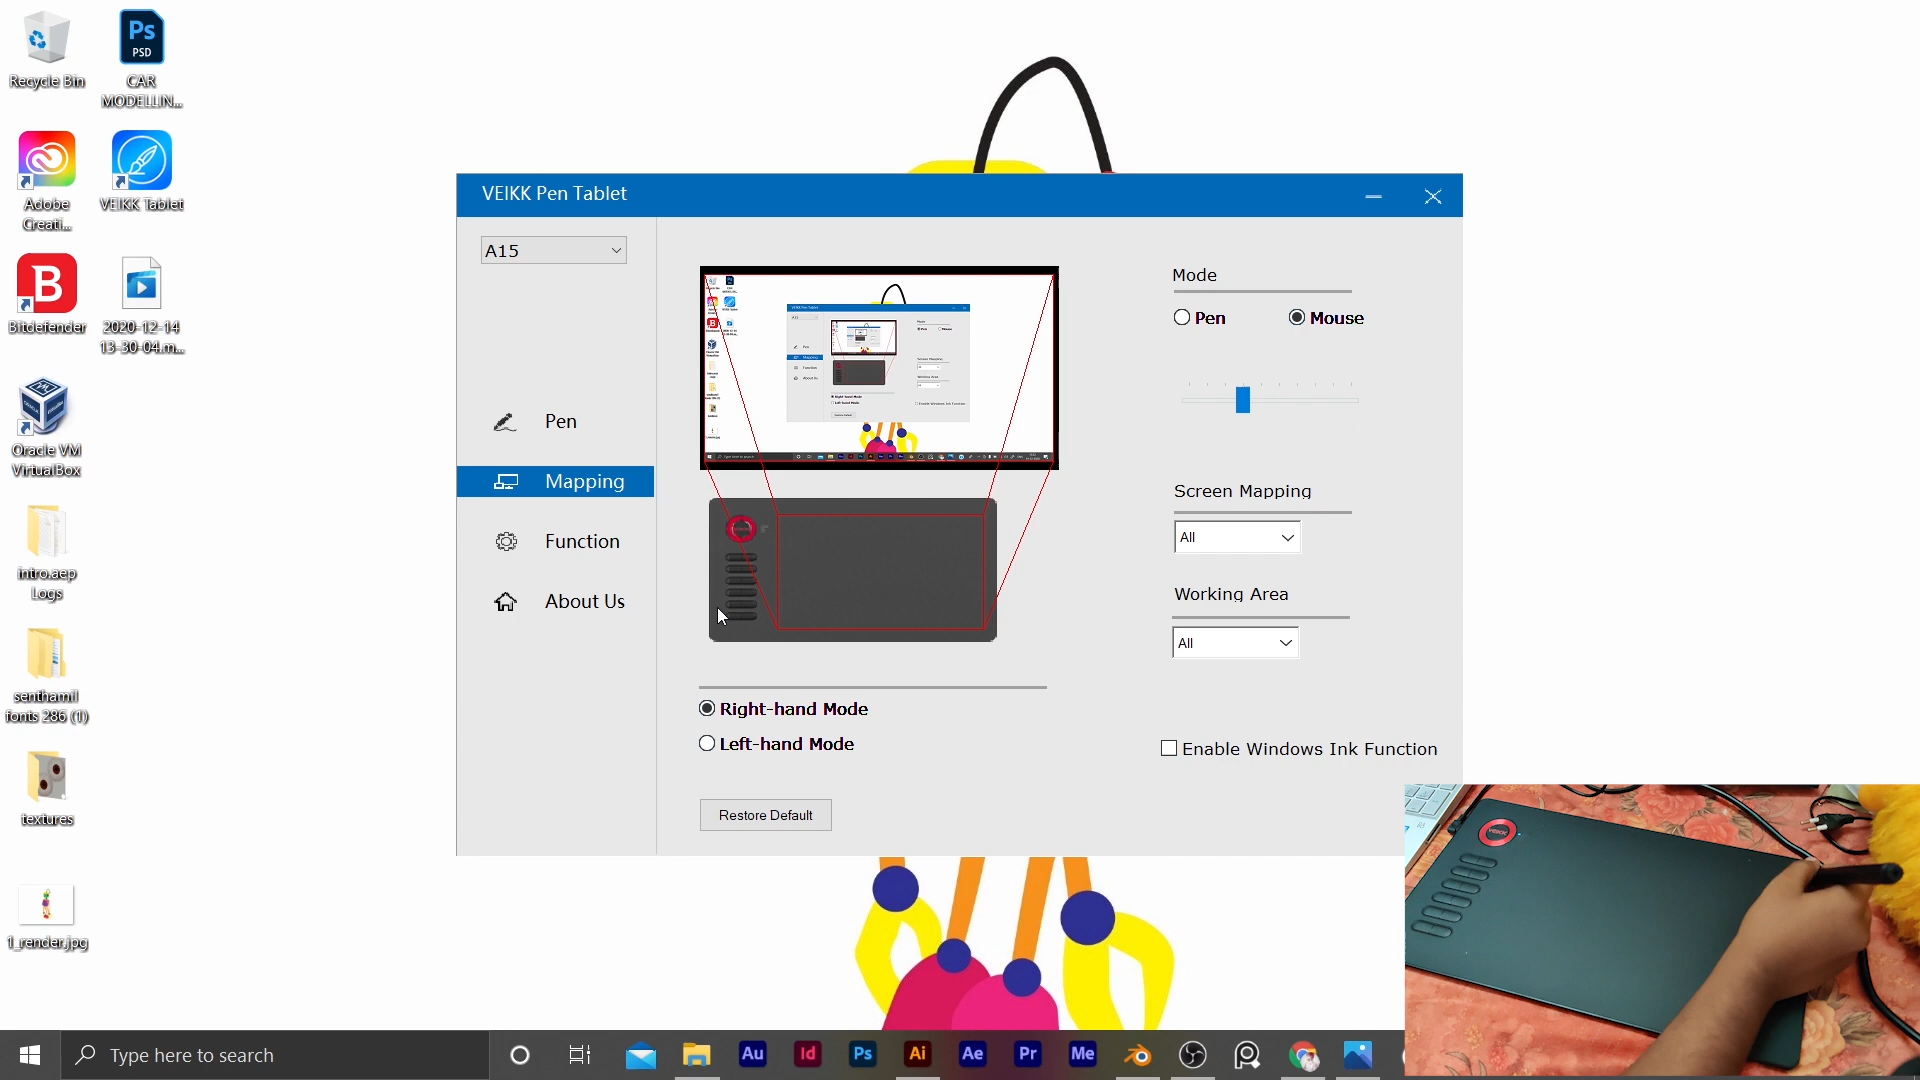 Recycle Bin
Ps
PSD
CAR
MODELLIN...
Adobe
Creati...
VEIKK Tablet
B
Bitdefender
2020-12-14
13-30-04.m...
Oracle VM
VirtualBox
intro.aep
Logs
senthamil
fonts 286 (1)
textures
1_render.jpg
VEIKK Pen Tablet
A15
Pen
Mapping
Function
About Us
Right-hand Mode
Left-hand Mode
Restore Default
Mode
Pen
Mouse
Screen Mapping
All
Working Area
All
Enable Windows Ink Function
VEIKK
Type here to search
Au
Id
Ps
Ai
Ae
Pr
Me